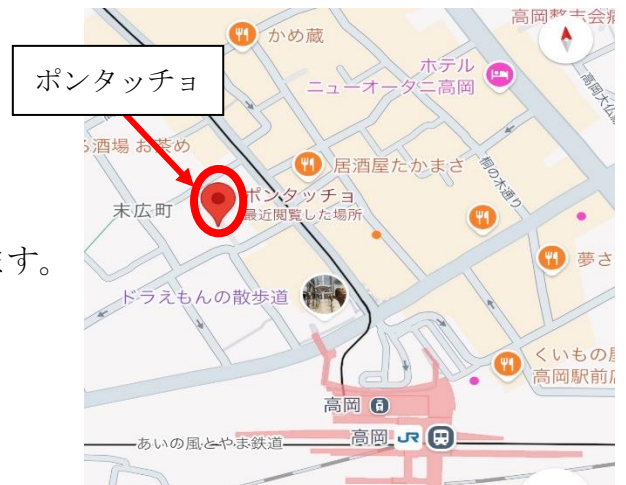 高岡整志会病
かめ蔵
ホテル
ニューオータニ高岡
ポンタッチョ
高岡大仏
る酒場 お茶め
居酒屋たかまさ
桐の木通り
ポンタッチョ
最近閲覧した場所
末広町
ます。
夢さ
ドラえもんの散歩道
くいもの屋
高岡駅前店
高岡
高岡 JR
あいの風とやま鉄道